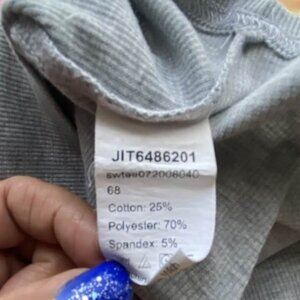 JIT6486201
swtee072008040
68
Cotton: 25%
Polyester: 70%
Spandex: 5%